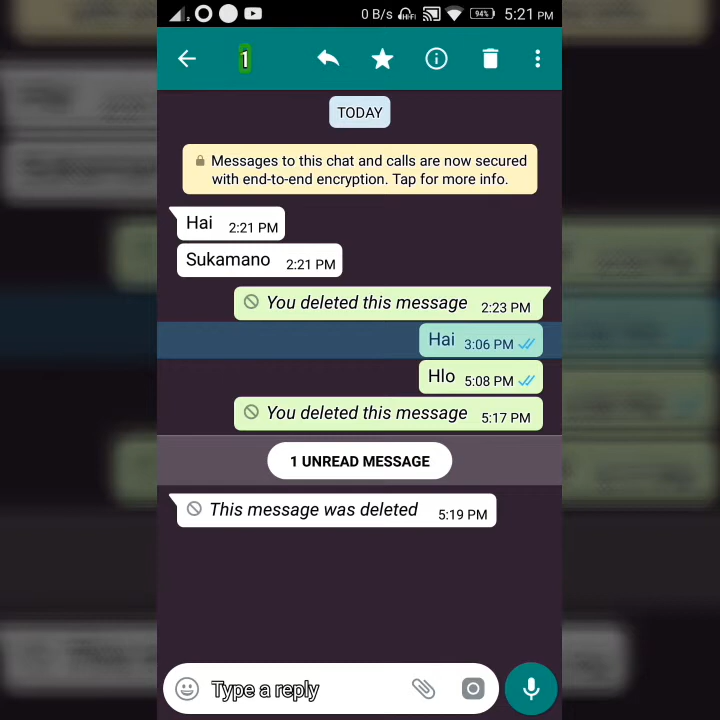 0 B/s HiFi 94% 5:21 PM
1
TODAY
Messages to this chat and calls are now secured
with end-to-end encryption. Tap for more info.
Hai 2:21 PM
Sukamano 2:21 PM
You deleted this message 2:23 PM
Hai 3:06 PM
Hlo 5:08 PM
You deleted this message 5:17 PM
1 UNREAD MESSAGE
This message was deleted 5:19 PM
Type a reply